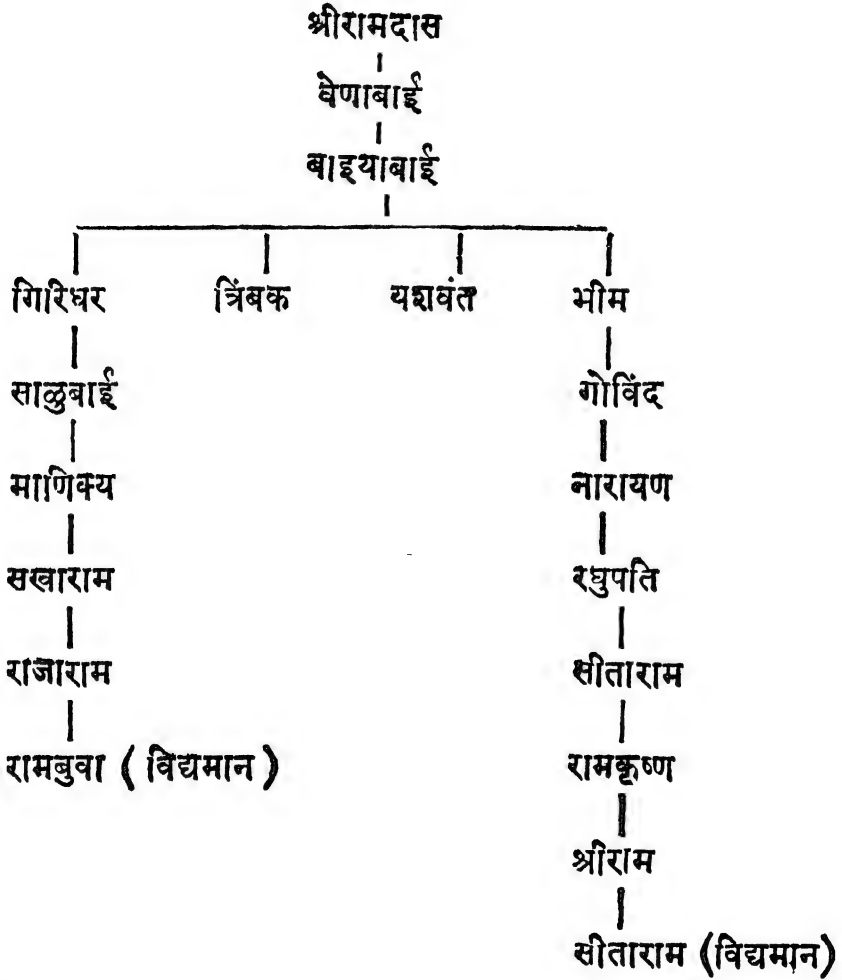 श्रीरामदास
वेणाबाई
बाइयाबाई
गिरिधर त्रिंबक यशवंत भीम
साळुबाई गोविंद
माणिक्य नारायण
सखाराम रघुपति
राजाराम सीताराम
रामबुवा ( विद्यमान ) रामकृष्ण
श्रीराम
सीताराम (विद्यमान)